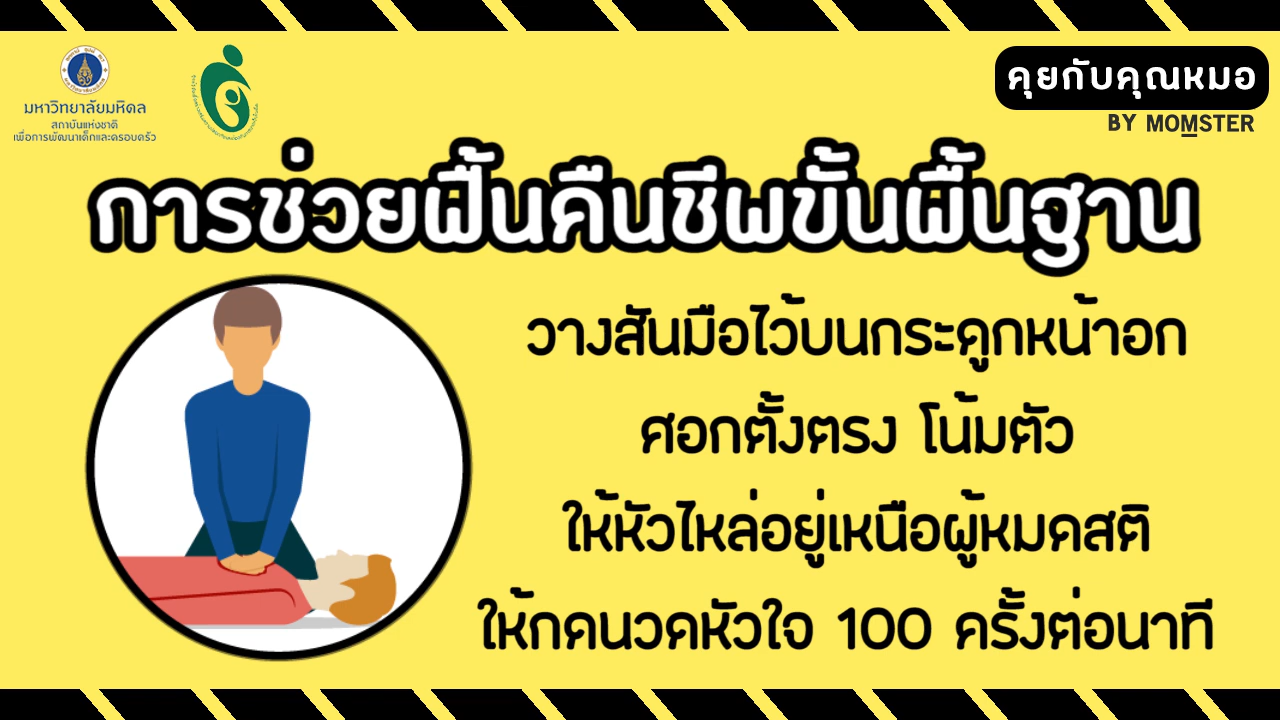 มหาวิทยาลัยมหิดล
สถาบันแห่งชาติ
เพื่อการพัฒนาเด็กและครอบครัว
คุยกับคุณหมอ
BY MOMSTER
การช่วยฟื้นคืนชีพขั้นพื้นฐาน
วางสันมือไว้บนกระดูกหน้าอก
ศอกตั้งตรง โน้มตัว
ให้หัวไหล่อยู่เหนือผู้หมดสติ
ให้กดนวดหัวใจ 100 ครั้งต่อนาที